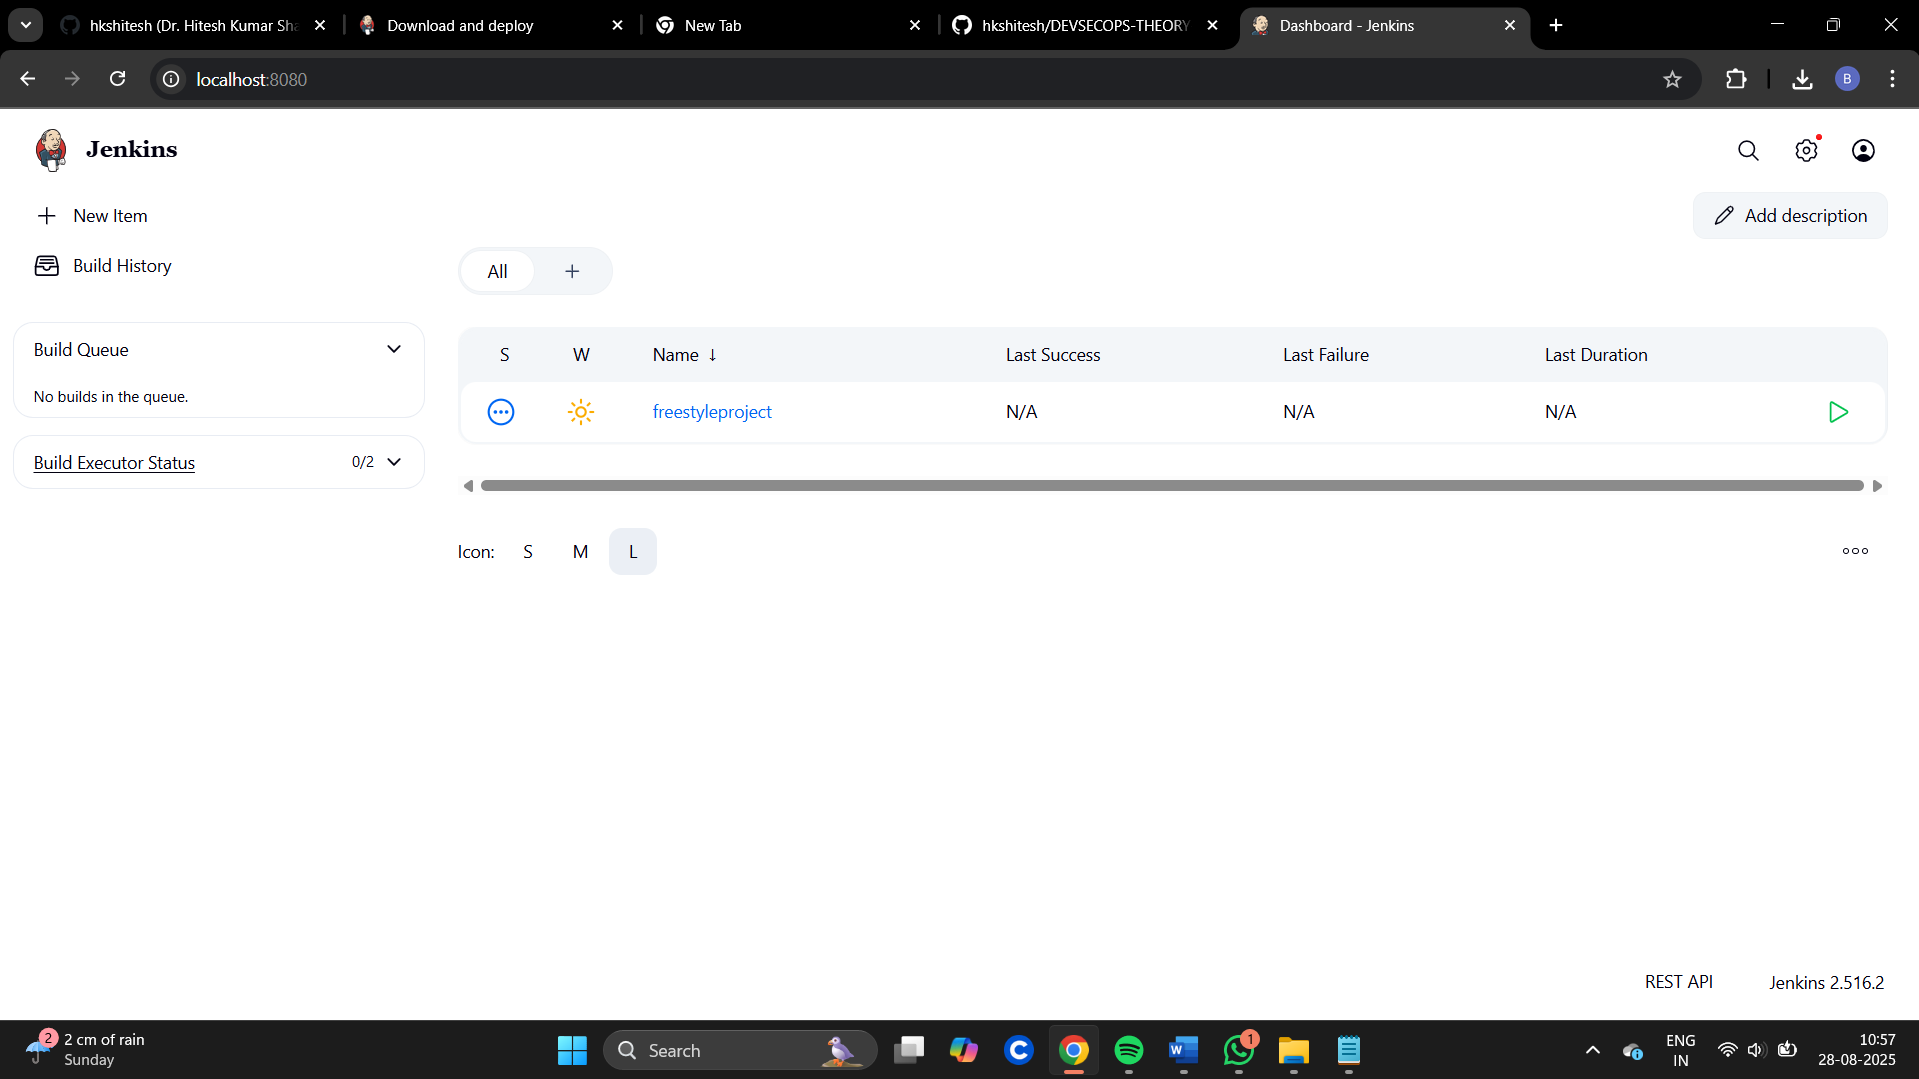 hkshitesh (Dr. Hitesh Kumar Sha
Download and deploy
New Tab
hkshitesh/DEVSECOPS-THEORY
Dashboard - Jenkins
localhost:8080
B
Jenkins
New Item
Add description
Build History
All
Build Queue
No builds in the queue.
Build Executor Status 0/2
S W Name ↓ Last Success Last Failure Last Duration
freestyleproject N/A N/A N/A
Icon: S M L
REST API Jenkins 2.516.2
2
2 cm of rain
Sunday
Search
1
ENG
IN
10:57
28-08-2025